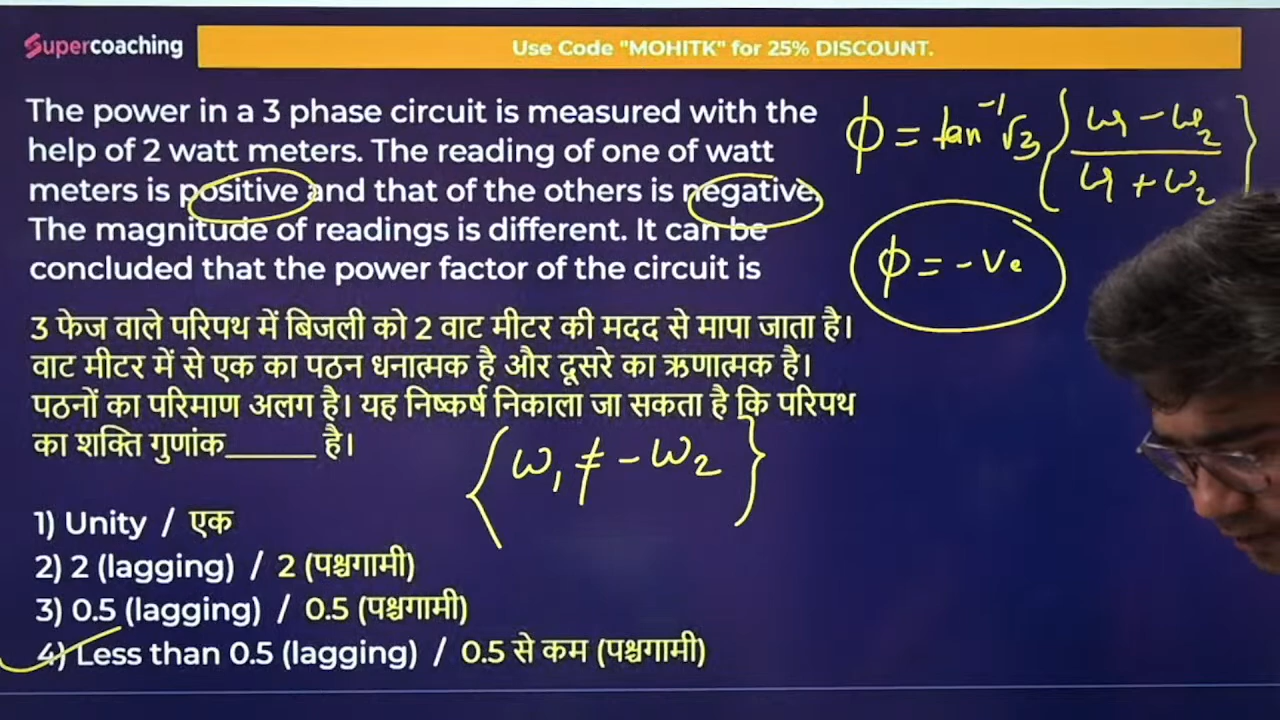 Supercoaching
Use Code "MOHITK" for 25% DISCOUNT.
The power in a 3 phase circuit is measured with the
help of 2 watt meters. The reading of one of watt
meters is positive and that of the others is negative.
The magnitude of readings is different. It can be
concluded that the power factor of the circuit is
3 फेज वाले परिपथ में बिजली को 2 वाट मीटर की मदद से मापा जाता है।
वाट मीटर में से एक का पठन धनात्मक है और दूसरे का ऋणात्मक है।
पठनों का परिमाण अलग है। यह निष्कर्ष निकाला जा सकता है कि परिपथ
का शक्ति गुणांक______ है।
1) Unity / एक
2) 2 (lagging) / 2 (पश्चगामी)
3) 0.5 (lagging) / 0.5 (पश्चगामी)
4) Less than 0.5 (lagging) / 0.5 से कम (पश्चगामी)
ϕ = tan⁻¹ √3 { ω₁ - ω₂ / ω₁ + ω₂ }
ϕ = -ve
{ ω₁ ≠ - ω₂ }